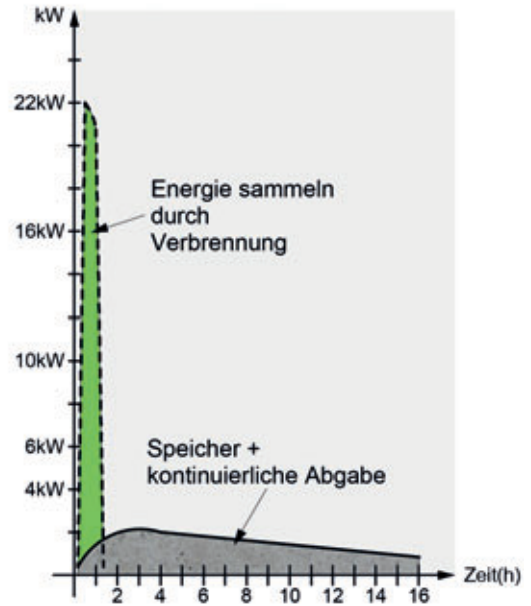 kW
22kW
Energie sammeln
durch
Verbrennung
16kW
10kW
6kW
Speicher +
kontinuierliche Abgabe
4kW
2 4 6 8 10 12 14 16 Zeit(h)